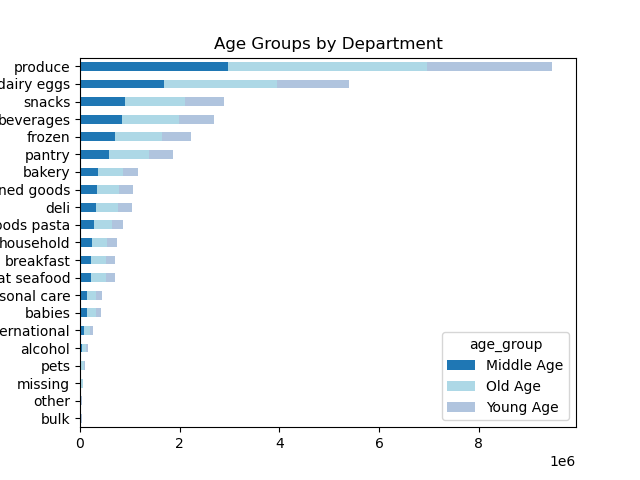 Age Groups by Department
produce
dairy eggs
snacks
beverages
frozen
pantry
bakery
ned goods
deli
ods pasta
household
breakfast
at seafood
sonal care
babies
ernational
alcohol
pets
missing
other
bulk
age_group
Middle Age
Old Age
Young Age
0 2 4 6 8
1e6